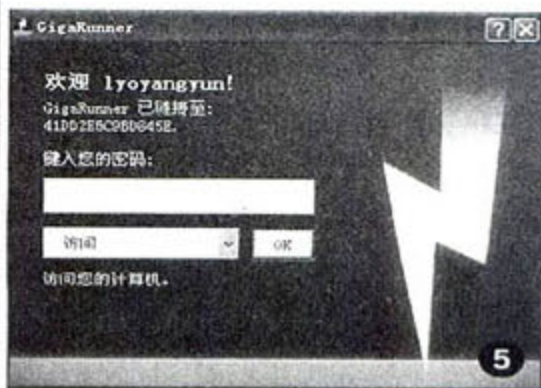 GigaRunner
欢迎 lyoyangyun!
GigaRunner 已链接至:
键入您的密码:
访问 OK
访问您的计算机。
5